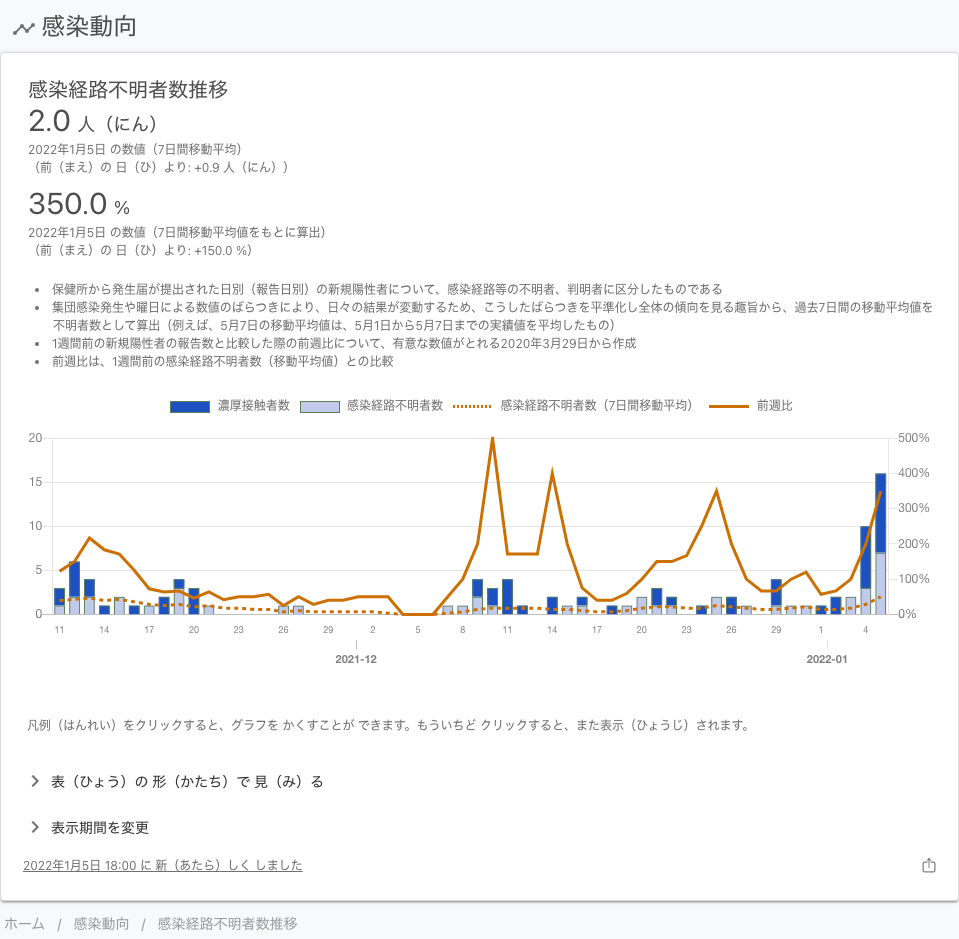 感染動向
感染経路不明者数推移
2.0 人（にん）
2022年1月5日 の数値（7日間移動平均）
（前（まえ）の 日（ひ）より: +0.9 人（にん））
350.0 %
2022年1月5日 の数値（7日間移動平均値をもとに算出）
（前（まえ）の 日（ひ）より: +150.0 %）
• 保健所から発生届が提出された日別（報告日別）の新規陽性者について、感染経路等の不明者、判明者に区分したものである
• 集団感染発生や曜日による数値のばらつきにより、日々の結果が変動するため、こうしたばらつきを平準化し全体の傾向を見る趣旨から、過去7日間の移動平均値を
不明者数として算出（例えば、5月7日の移動平均値は、5月1日から5月7日までの実績値を平均したもの）
• 1週間前の新規陽性者の報告数と比較した際の前週比について、有意な数値がとれる2020年3月29日から作成
• 前週比は、1週間前の感染経路不明者数（移動平均値）との比較
濃厚接触者数 感染経路不明者数 感染経路不明者数（7日間移動平均） 前週比
20 500%
400%
15
300%
10
200%
5
100%
0 0%
11 14 17 20 23 26 29 2 5 8 11 14 17 20 23 26 29 1 4
2021-12 2022-01
凡例（はんれい）をクリックすると、グラフを かくすことが できます。もういちど クリックすると、また表示（ひょうじ）されます。
表（ひょう）の 形（かたち）で 見（み）る
表示期間を変更
2022年1月5日 18:00 に 新（あたら）しく しました
ホーム / 感染動向 / 感染経路不明者数推移